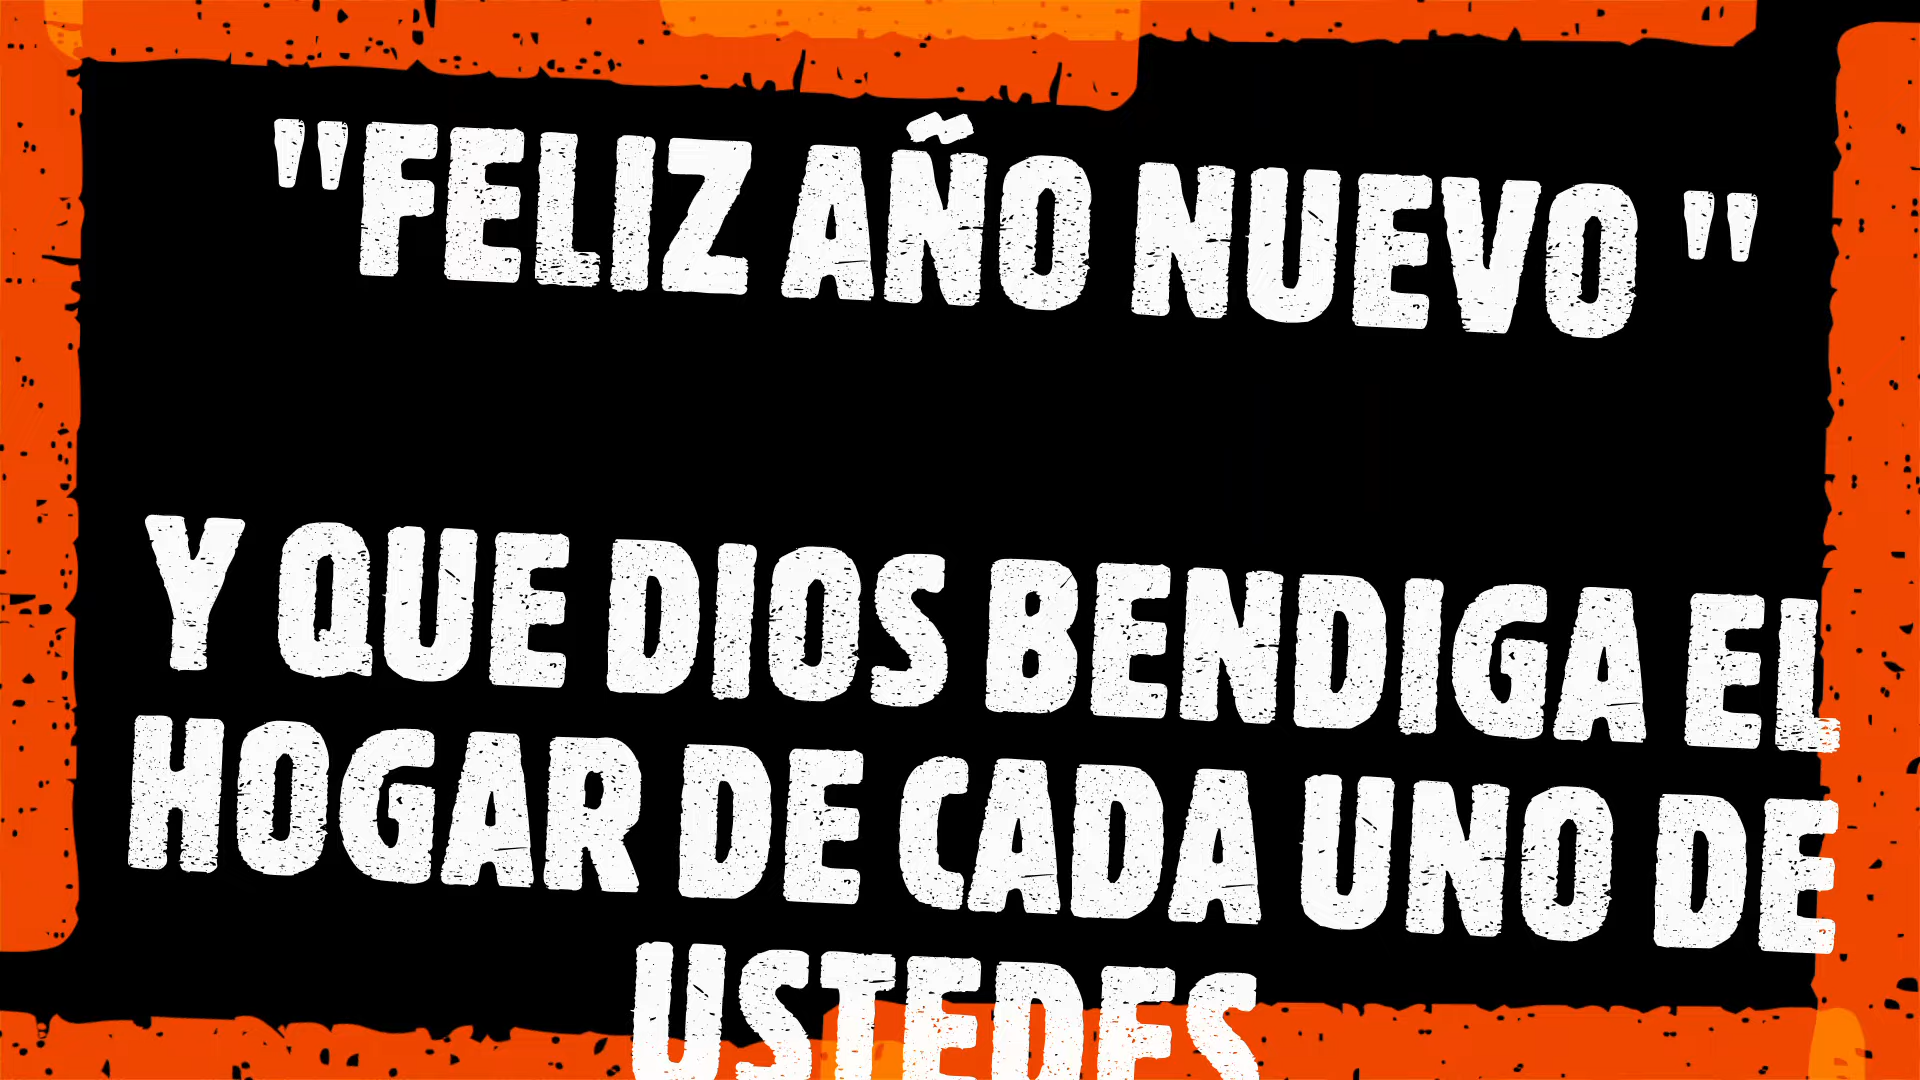 "FELIZ AÑO NUEVO "
Y QUE DIOS BENDIGA EL
HOGAR DE CADA UNO DE
USTEDES